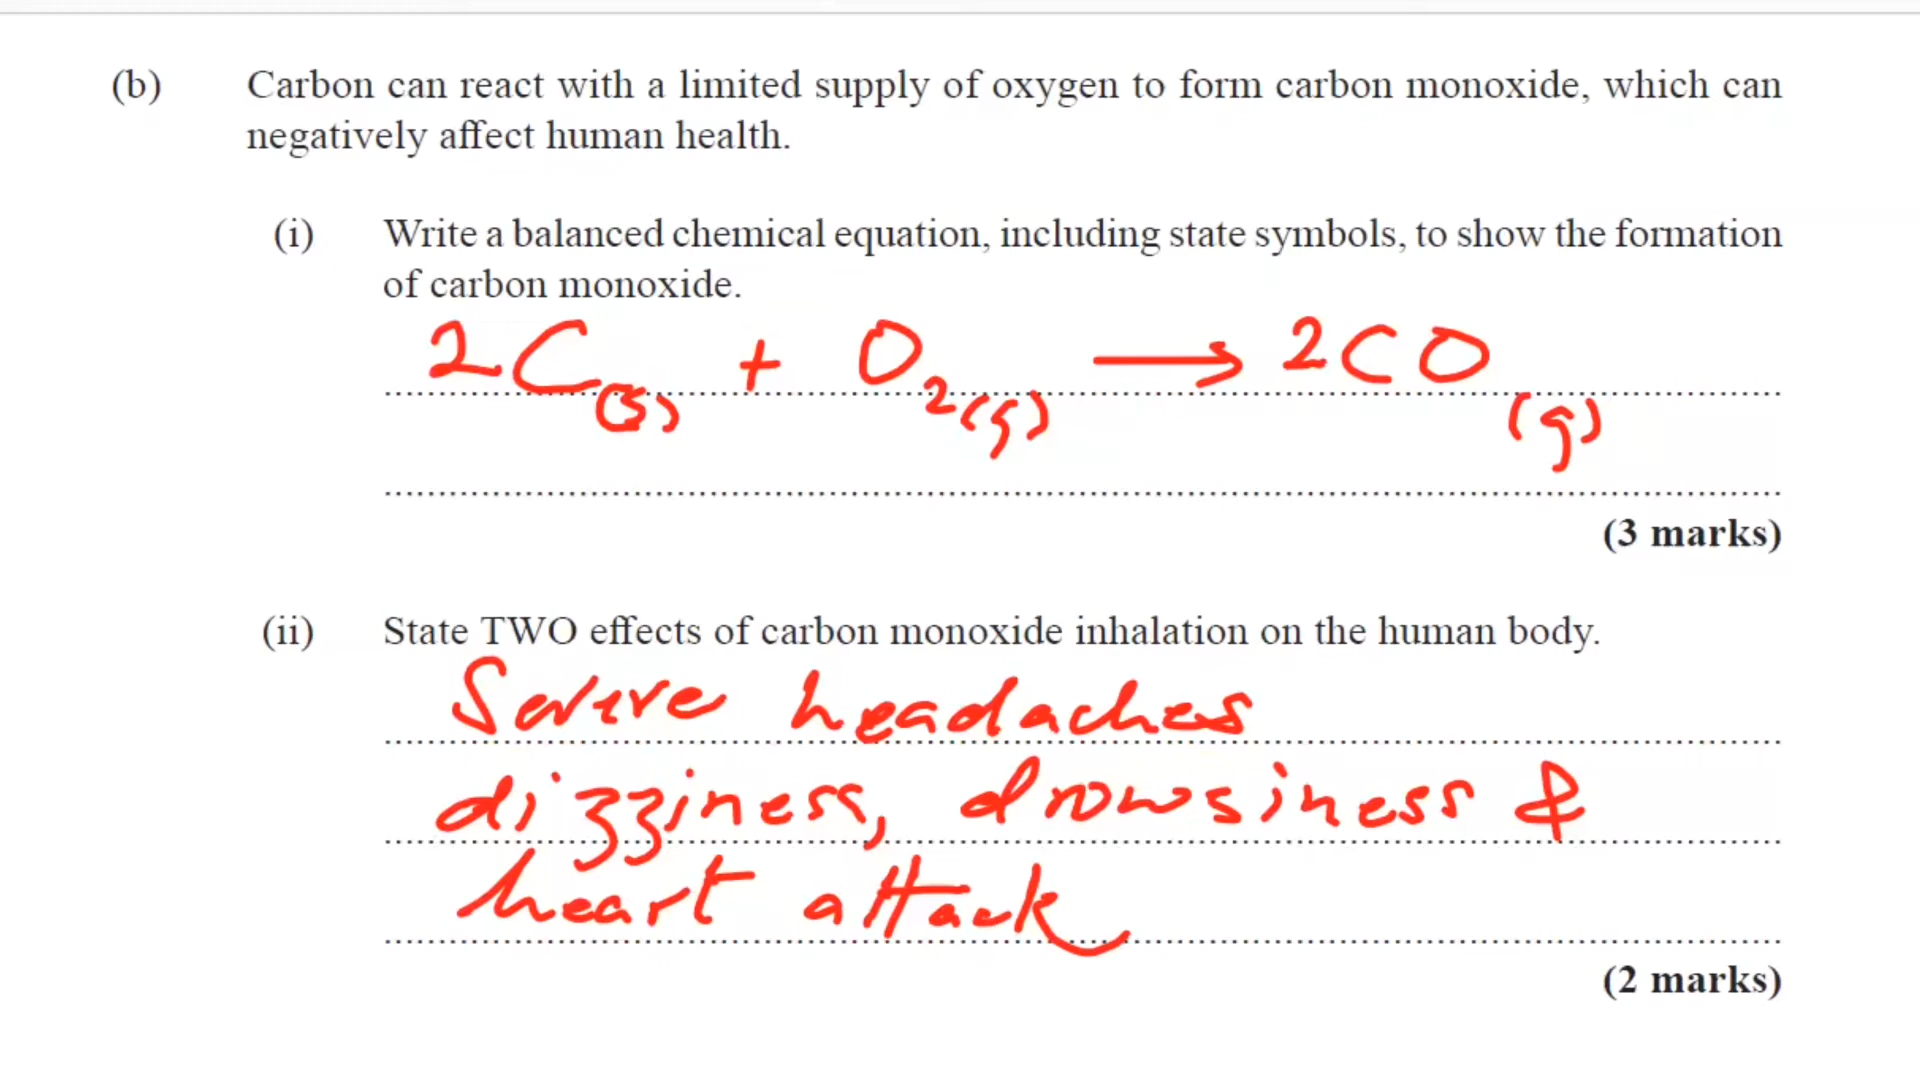 (b) Carbon can react with a limited supply of oxygen to form carbon monoxide, which can
negatively affect human health.
(i) Write a balanced chemical equation, including state symbols, to show the formation
of carbon monoxide.
2C(s) + O2(g) → 2CO(g)
(3 marks)
(ii) State TWO effects of carbon monoxide inhalation on the human body.
Severe headaches
dizziness, drowsiness &
heart attack
(2 marks)